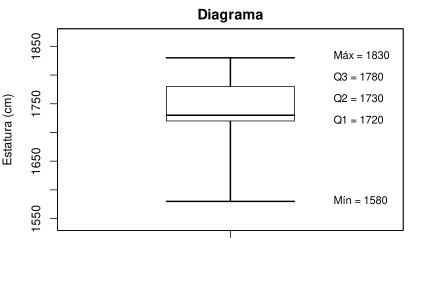 Diagrama
Estatura (cm)
1850
1750
1650
1550
Máx = 1830
Q3 = 1780
Q2 = 1730
Q1 = 1720
Mín = 1580